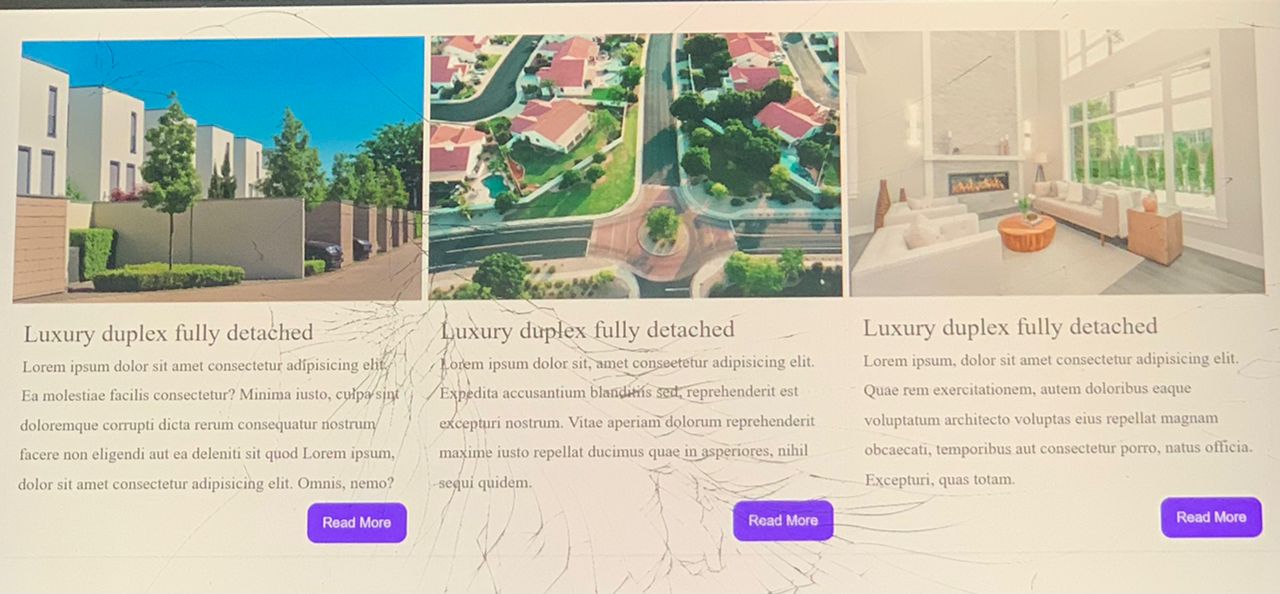 Luxury duplex fully detached
Lorem ipsum dolor sit amet consectetur adipisicing elit.
Ea molestiae facilis consectetur? Minima iusto, culpa sint
doloremque corrupti dicta rerum consequatur nostrum
facere non eligendi aut ea deleniti sit quod Lorem ipsum,
dolor sit amet consectetur adipisicing elit. Omnis, nemo?
Read More
Luxury duplex fully detached
Lorem ipsum dolor sit, amet consectetur adipisicing elit.
Expedita accusantium blanditiis sed, reprehenderit est
excepturi nostrum. Vitae aperiam dolorum reprehenderit
maxime iusto repellat ducimus quae in asperiores, nihil
sequi quidem.
Read More
Luxury duplex fully detached
Lorem ipsum, dolor sit amet consectetur adipisicing elit.
Quae rem exercitationem, autem doloribus eaque
voluptatum architecto voluptas eius repellat magnam
obcaecati, temporibus aut consectetur porro, natus officia.
Excepturi, quas totam.
Read More